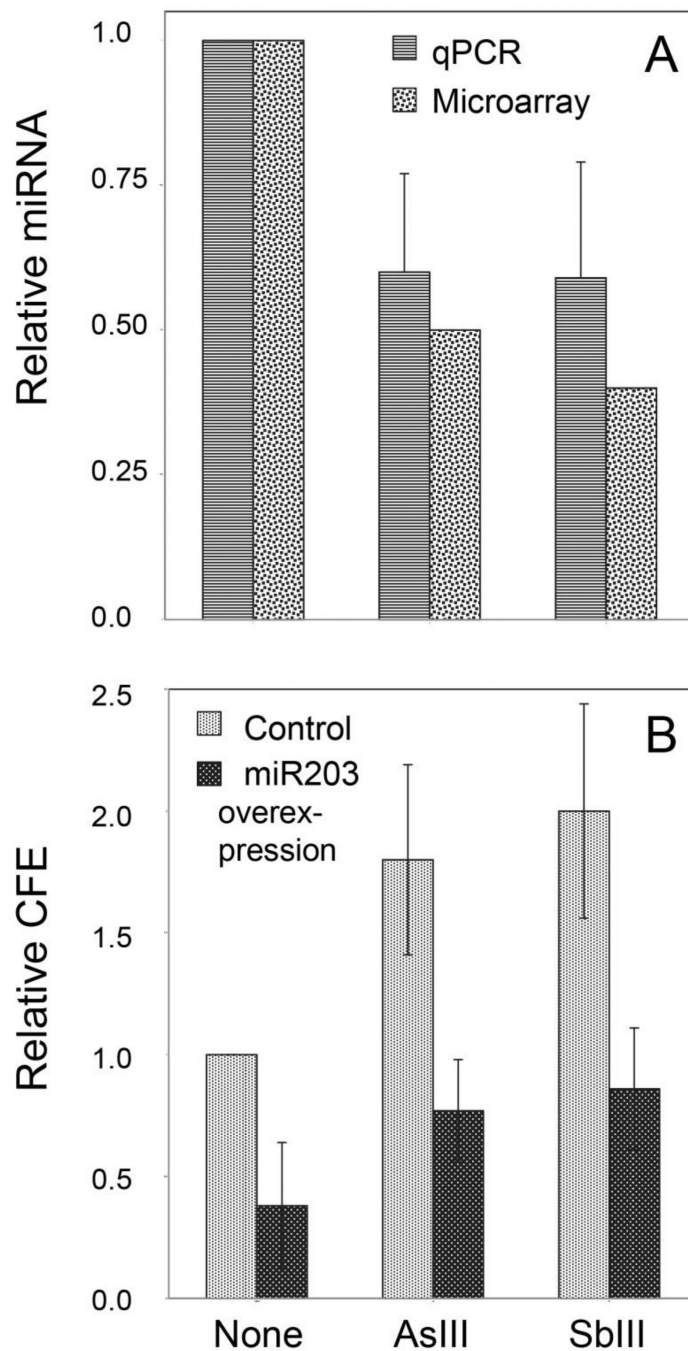 A
qPCR
Microarray
Relative miRNA
1.0
0.75
0.50
0.25
0.0
B
Control
miR203
overex-
pression
Relative CFE
2.5
2.0
1.5
1.0
0.5
0.0
None AsIII SbIII